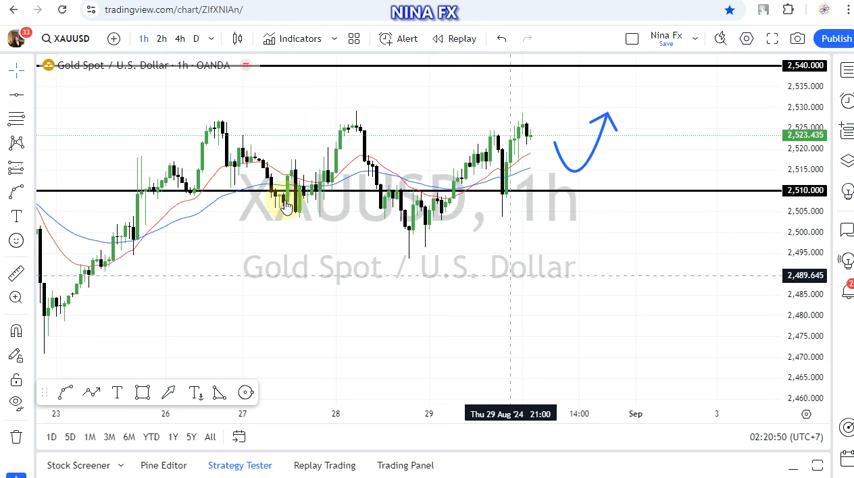 NINA FX
tradingview.com/chart/ZIfXNIAn/
33
XAUUSD
1h 2h 4h D
Indicators
Alert
Replay
Nina Fx
Save
Publish
Gold Spot / U.S. Dollar · 1h · OANDA
XAUUSD, 1h
Gold Spot / U.S. Dollar
2,540.000
2,535.000
2,530.000
2,525.000
2,523.435
2,520.000
2,515.000
2,510.000
2,505.000
2,500.000
2,495.000
2,489.645
2,485.000
2,480.000
2,475.000
2,470.000
2,465.000
2,460.000
23 26 27 28 29 Thu 29 Aug '24 21:00 14:00 Sep 3
1D 5D 1M 3M 6M YTD 1Y 5Y All
02:20:50 (UTC+7)
Stock Screener Pine Editor Strategy Tester Replay Trading Trading Panel